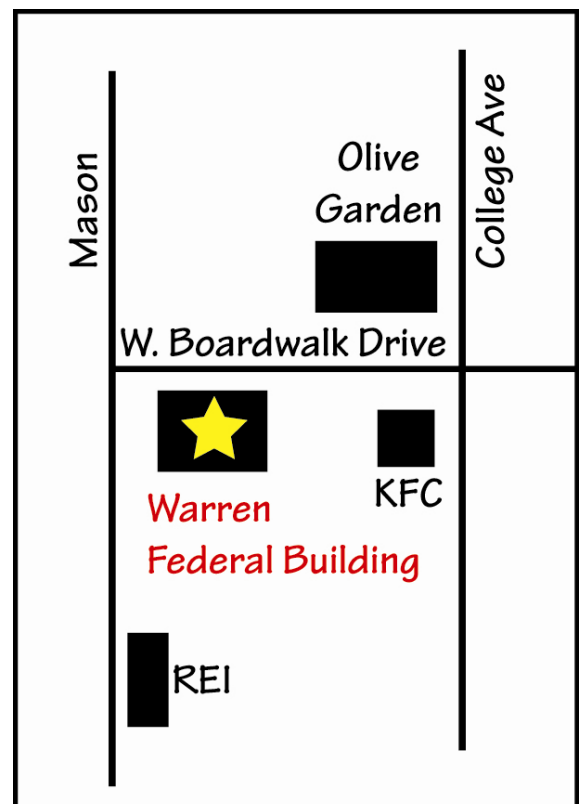 Mason
College Ave
Olive
Garden
W. Boardwalk Drive
KFC
Warren
Federal Building
REI